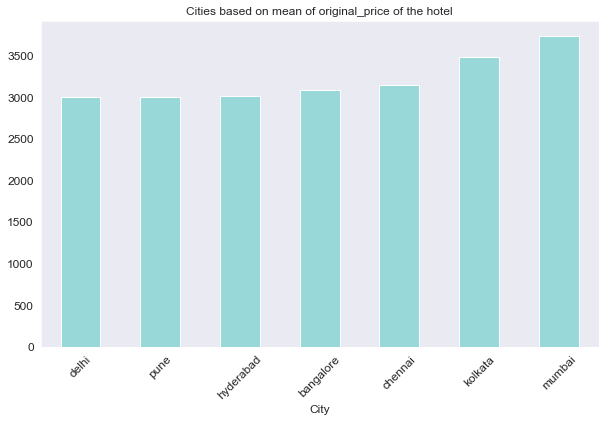 Cities based on mean of original_price of the hotel
3500
3000
2500
2000
1500
1000
500
0
delhi
pune
hyderabad
bangalore
chennai
kolkata
mumbai
City